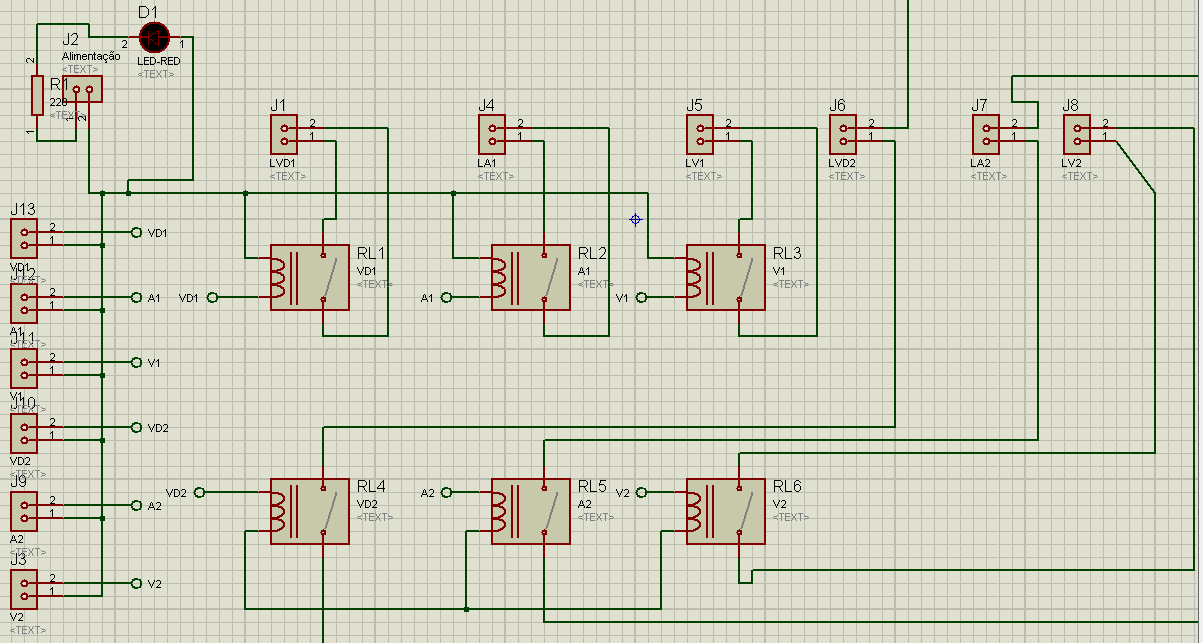 D1
2
1
LED-RED
<TEXT>
J2
Alimentação
<TEXT>
1
2
2
R1
220
<TEXT>
1
J1
2
1
LVD1
<TEXT>
J4
2
1
LA1
<TEXT>
J5
2
1
LV1
<TEXT>
J6
2
1
LVD2
<TEXT>
J7
2
1
LA2
<TEXT>
J8
2
1
LV2
<TEXT>
J13
2
1
VD1
<TEXT>
VD1
J12
2
1
A1
<TEXT>
A1
J11
2
1
V1
<TEXT>
V1
J10
2
1
VD2
<TEXT>
VD2
J9
2
1
A2
<TEXT>
A2
J3
2
1
V2
<TEXT>
V2
VD1
RL1
VD1
<TEXT>
A1
RL2
A1
<TEXT>
V1
RL3
V1
<TEXT>
VD2
RL4
VD2
<TEXT>
A2
RL5
A2
<TEXT>
V2
RL6
V2
<TEXT>